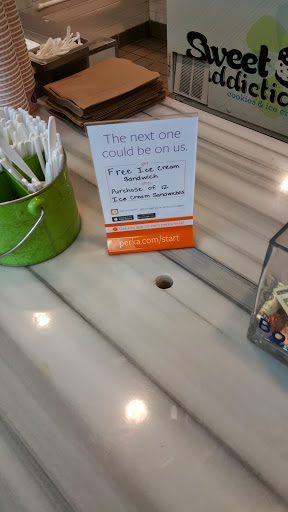 Sweet
addictio
cookies & ice c
The next one
could be on us.
Free Ice Cream
Sandwich
Purchase of 12
Ice Cream Sandwiches
perka.com/start